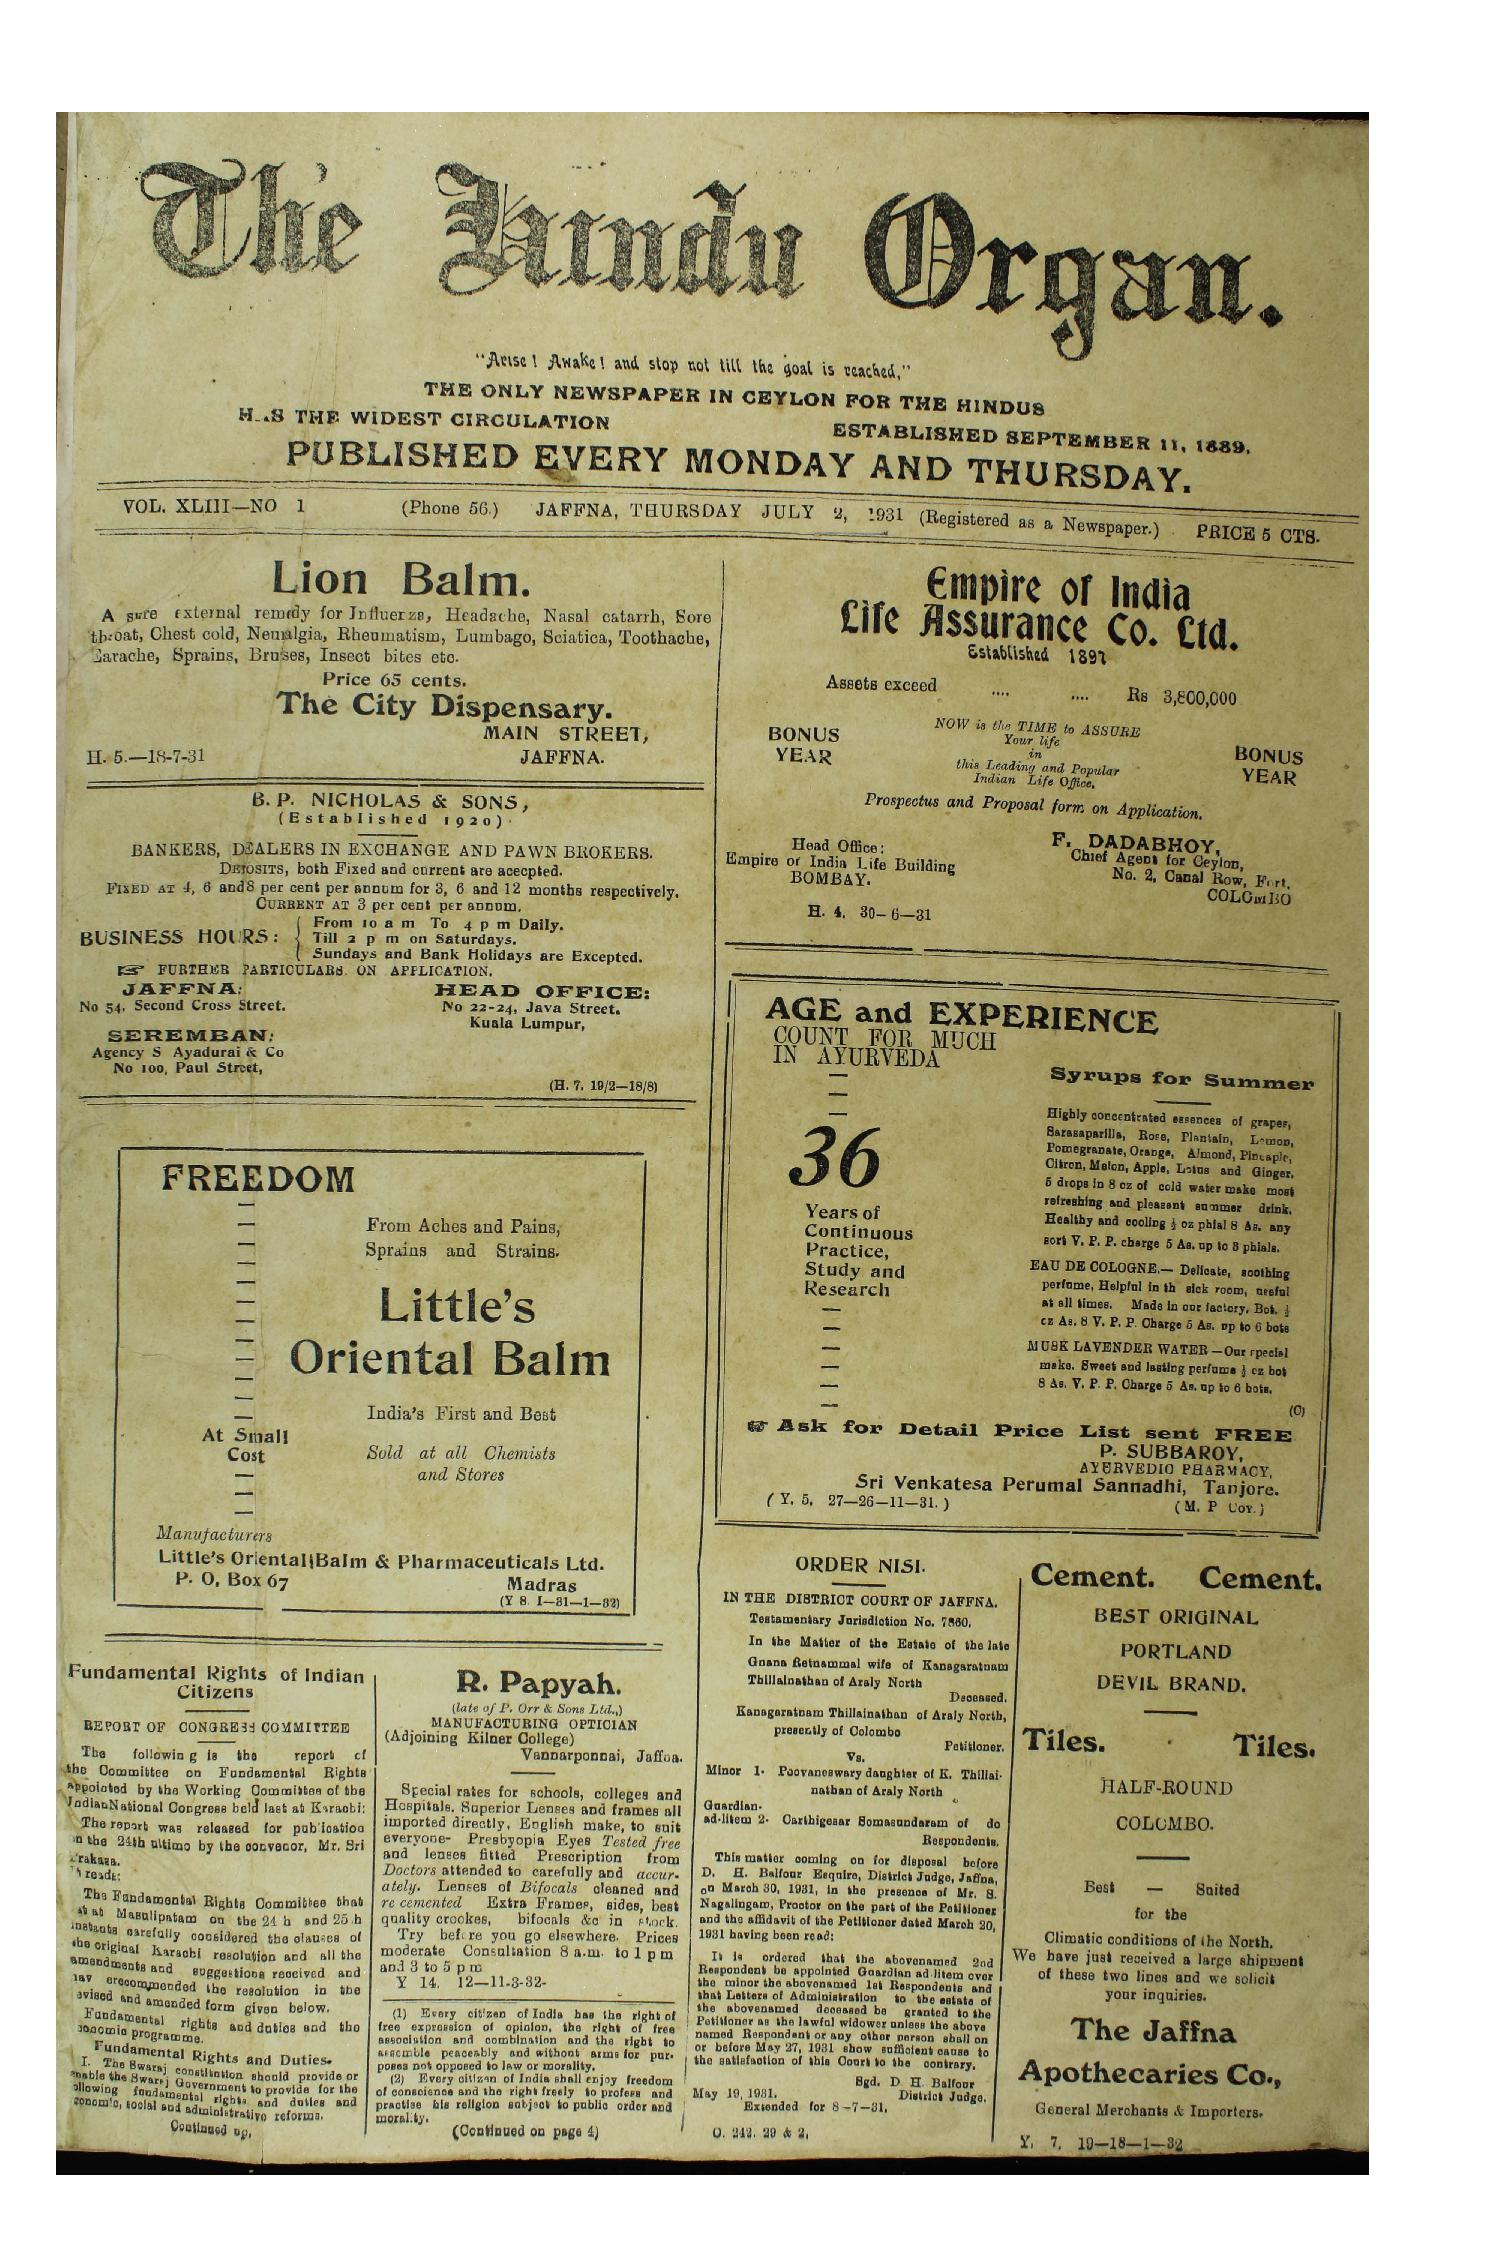 The Hindu Organ.
"Arise! Awake! and stop not till the goal is reached,"
THE ONLY NEWSPAPER IN CEYLON FOR THE HINDUS
THE WIDEST CIRCULATION
ESTABLISHED SEPTEMBER 11, 1889,
PUBLISHED EVERY MONDAY AND THURSDAY.
VOL. XLIII—NO 1 (Phone 56.) JAFFNA, THURSDAY JULY 2, 1931 (Registered as a Newspaper.) PRICE 5 CTS.
Lion Balm.
A sure external remedy for Influerza, Headache, Nasal catarrh, Sore
throat, Chest cold, Neuralgia, Rheumatism, Lumbago, Sciatica, Toothache,
Earache, Sprains, Bruises, Insect bites etc.
Price 65 cents.
The City Dispensary.
MAIN STREET,
H. 5.—18-7-31 JAFFNA.
B. P. NICHOLAS & SONS,
(Established 1920)
BANKERS, DEALERS IN EXCHANGE AND PAWN BROKERS.
DEPOSITS, both Fixed and current are acecpted.
FIXED AT 4, 6 and 8 per cent per annum for 3, 6 and 12 months respectively.
CURRENT AT 3 per cent per annum.
BUSINESS HOURS:
From 10 a m To 4 p m Daily.
Till 2 p m on Saturdays.
Sundays and Bank Holidays are Excepted.
☞ FURTHER PARTICULARS ON APPLICATION.
JAFFNA:
No 54, Second Cross Street.
HEAD OFFICE:
No 22-24, Java Street.
Kuala Lumpur,
SEREMBAN:
Agency S Ayadurai & Co
No 100, Paul Street,
(H. 7, 19/2—18/8)
FREEDOM
From Aches and Pains,
Sprains and Strains.
Little's
Oriental Balm
India's First and Best
At Small
Cost
Sold at all Chemists
and Stores
Manufacturers
Little's Oriental Balm & Pharmaceuticals Ltd.
P. O, Box 67 Madras
(Y 8. 1—31—1—32)
Empire of India
Life Assurance Co. Ltd.
Established 1897
Assets exceed .... .... Rs 3,800,000
BONUS
YEAR
NOW is the TIME to ASSURE
Your life
in
this Leading and Popular
Indian Life Office,
BONUS
YEAR
Prospectus and Proposal form on Application.
Head Office:
Empire of India Life Building
BOMBAY.
H. 4, 30—6—31
F. DADABHOY,
Chief Agent for Ceylon,
No. 2, Canal Row, Fort,
COLOMBO
AGE and EXPERIENCE
COUNT FOR MUCH
IN AYURVEDA
36
Years of
Continuous
Practice,
Study and
Research
Syrups for Summer
Highly concentrated essences of grapes,
Sarasaparilla, Rose, Plantain, Lemon,
Pomegranate, Orange, Almond, Pineaple,
Citron, Melon, Apple, Lotus and Ginger.
5 drops in 8 oz of cold water make most
refreshing and pleasant summer drink.
Healthy and cooling ½ oz phial 8 As. any
sort V. P. P. charge 5 As. up to 3 phials.
EAU DE COLOGNE.— Delicate, soothing
perfume, Helpful in th sick room, useful
at all times. Made in our factory, Bot. ½
oz As. 8 V. P. P. Charge 5 As. up to 6 bots
MUSK LAVENDER WATER—Our special
make. Sweet and lasting perfume ½ oz bot
8 As. V. P. P. Charge 5 As. up to 6 bots.
(O)
☞ Ask for Detail Price List sent FREE
P. SUBBAROY,
AYURVEDIC PHARMACY,
Sri Venkatesa Perumal Sannadhi, Tanjore.
( Y. 5, 27—26—11—31. ) ( M. P Coy. )
Fundamental Rights of Indian
Citizens
REPORT OF CONGRESS COMMITTEE
The following is the report of
the Committee on Fundamental Rights
appointed by the Working Committee of the
Indian National Congress held last at Karachi:
The report was released for publication
on the 24th ultimo by the convenor, Mr. Sri
reads:
The Fundamental Rights Committee that
at Masulipatam on the 24 h and 25 h
carefully considered the clauses of
the original Karachi resolution and all the
amendments and suggestions received and
the resolution in the
and amended form given below.
Fundamental rights and duties and the
programme.
Fundamental Rights and Duties.
I. The Swaraj constitution should provide or
enable the Swaraj Government to provide for the
following fundamental rights and duties and
economic, social and administrative reforms.
Continued up,
R. Papyah.
(late of P. Orr & Sons Ltd.,)
MANUFACTURING OPTICIAN
(Adjoining Kilner College)
Vannarponnai, Jaffna.
Special rates for schools, colleges and
Hospitals. Superior Lenses and frames all
imported directly, English make, to suit
everyone- Presbyopia Eyes Tested free
and lenses fitted Prescription from
Doctors attended to carefully and accur-
ately. Lenses of Bifocals cleaned and
re cemented Extra Frames, sides, best
quality crookes, bifocals &c in stock.
Try before you go elsewhere. Prices
moderate Consultation 8 a.m. to 1 p m
and 3 to 5 p m
Y 14. 12—11-3-32-
(1) Every citizen of India has the right of
free expression of opinion, the right of free
association and combination and the right to
assemble peaceably and without arms for pur-
poses not opposed to law or morality.
(2) Every citizen of India shall enjoy freedom
of conscience and the right freely to profess and
practise his religion subject to public order and
morality.
(Continued on page 4)
ORDER NISI.
IN THE DISTRICT COURT OF JAFFNA.
Testamentary Jurisdiction No. 7860.
In the Matter of the Estate of the late
Gnana Retnammal wife of Kanagaratnam
Thillainathan of Araly North
Deceased.
Kanagaratnam Thillainathan of Araly North,
presently of Colombo
Petitioner.
Vs.
Minor 1. Poovaneswary daughter of K. Thillai-
nathan of Araly North
Guardian-
ad-litem 2. Carthigesar Somasundaram of do
Respondents.
This matter coming on for disposal before
D. H. Balfour Esquire, District Judge, Jaffna,
on March 30, 1931, in the presence of Mr. S.
Nagalingam, Proctor on the part of the Petitioner
and the affidavit of the Petitioner dated March 20,
1931 having been read:
It is ordered that the abovenamed 2nd
Respondent be appointed Guardian ad litem over
the minor the abovenamed 1st Respondents and
that Letters of Administration to the estate of
the abovenamed deceased be granted to the
Petitioner as the lawful widower unless the above
named Respondent or any other person shall on
or before May 27, 1931 show sufficient cause to
the satisfaction of this Court to the contrary.
Sgd. D. H. Balfour
May 19, 1931. District Judge.
Extended for 8-7-31.
O. 242. 29 & 2,
Cement. Cement.
BEST ORIGINAL
PORTLAND
DEVIL BRAND.
Tiles. Tiles.
HALF-ROUND
COLOMBO.
Best — Suited
for the
Climatic conditions of the North.
We have just received a large shipment
of these two lines and we solicit
your inquiries.
The Jaffna
Apothecaries Co.,
General Merchants & Importers.
Y. 7, 19—18—1—32